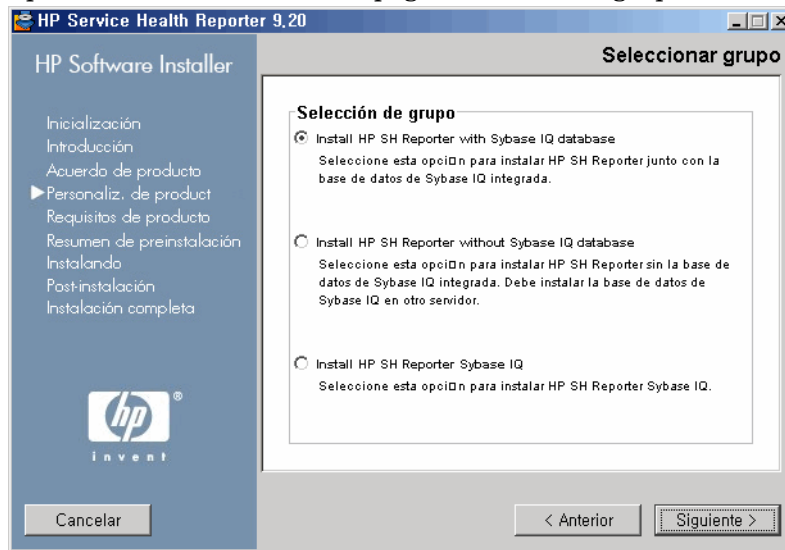 HP Service Health Reporter 9,20
HP Software Installer
Seleccionar grupo
Inicialización
Introducción
Acuerdo de producto
Personaliz. de product
Requisitos de producto
Resumen de preinstalación
Instalando
Post-instalación
Instalación completa
hp
®
invent
Selección de grupo
Install HP SH Reporter with Sybase IQ database
Seleccione esta opci□n para instalar HP SH Reporter junto con la
base de datos de Sybase IQ integrada.
Install HP SH Reporter without Sybase IQ database
Seleccione esta opci□n para instalar HP SH Reporter sin la base de
datos de Sybase IQ integrada. Debe instalar la base de datos de
Sybase IQ en otro servidor.
Install HP SH Reporter Sybase IQ
Seleccione esta opci□n para instalar HP SH Reporter Sybase IQ.
Cancelar
< Anterior
Siguiente >